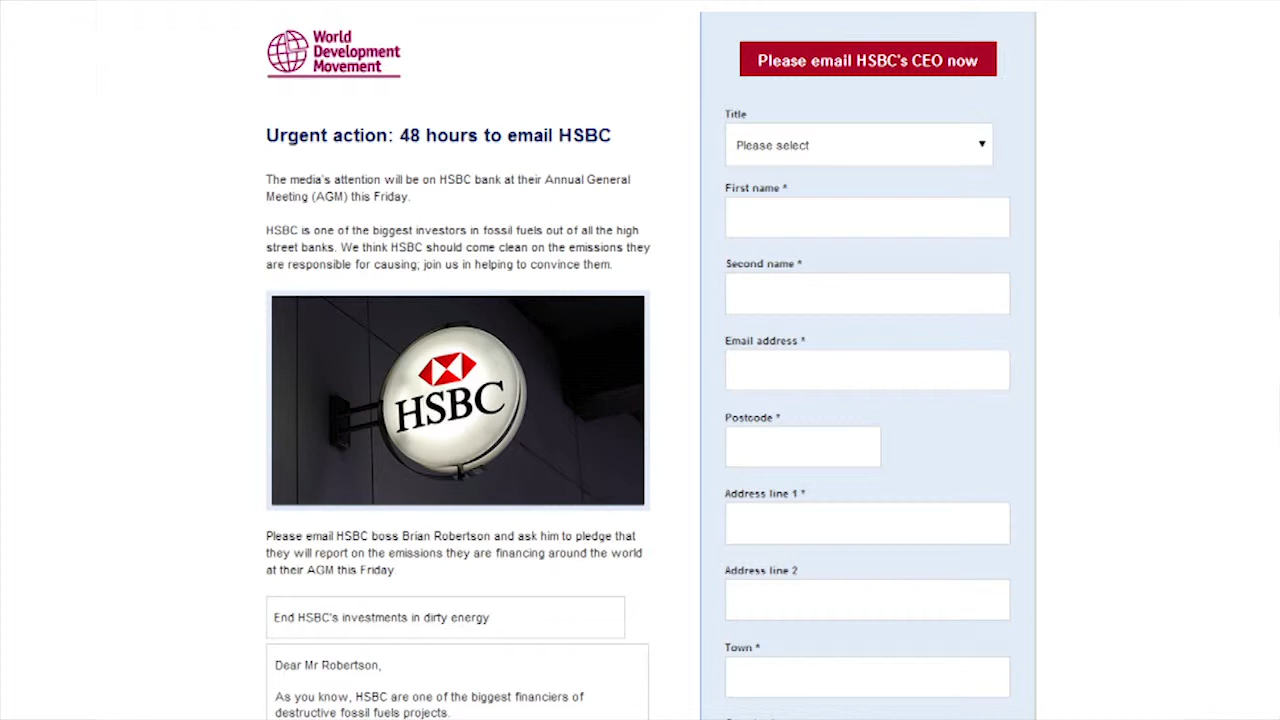 World
Development
Movement
Urgent action: 48 hours to email HSBC
The media's attention will be on HSBC bank at their Annual General
Meeting (AGM) this Friday.
HSBC is one of the biggest investors in fossil fuels out of all the high
street banks. We think HSBC should come clean on the emissions they
are responsible for causing; join us in helping to convince them.
HSBC
Please email HSBC boss Brian Robertson and ask him to pledge that
they will report on the emissions they are financing around the world
at their AGM this Friday
End HSBC's investments in dirty energy
Dear Mr Robertson,
As you know, HSBC are one of the biggest financiers of
destructive fossil fuels projects.
Please email HSBC's CEO now
Title
Please select
First name *
Second name *
Email address *
Postcode *
Address line 1 *
Address line 2
Town *